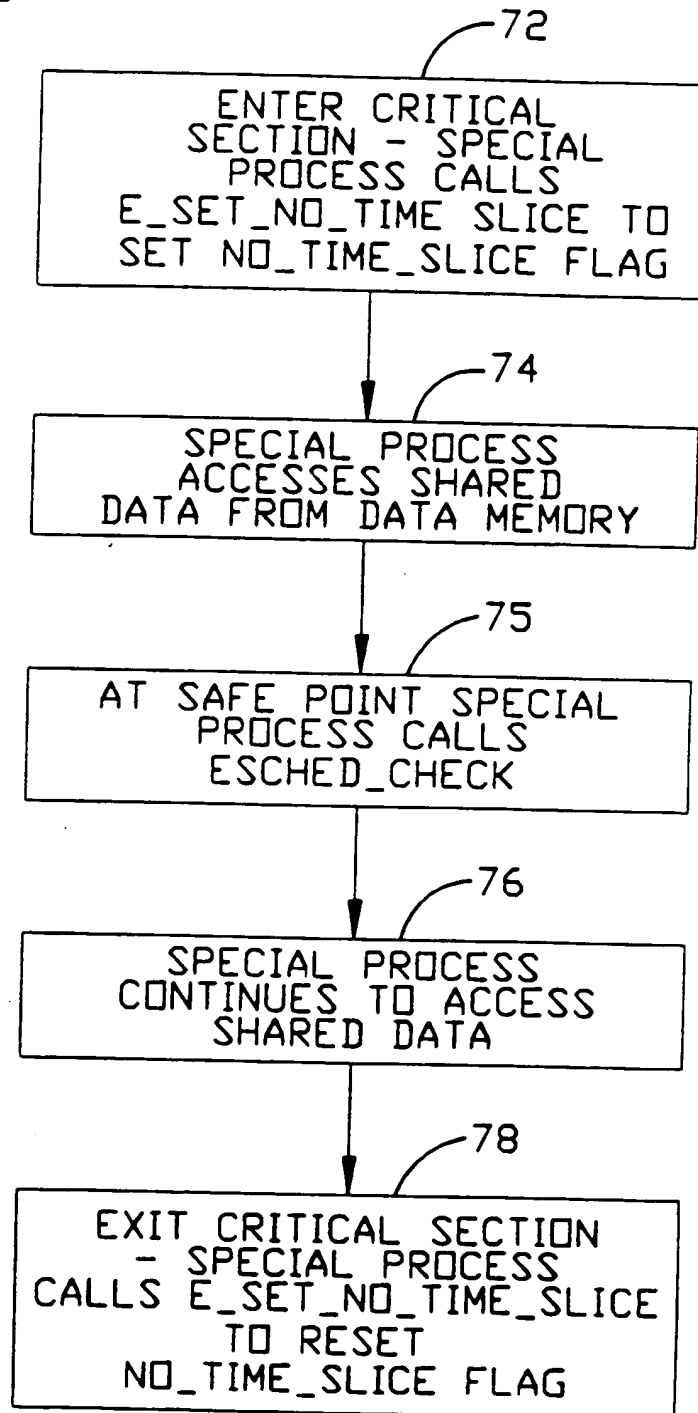 72
ENTER CRITICAL
SECTION - SPECIAL
PROCESS CALLS
E_SET_NO_TIME SLICE TO
SET NO_TIME_SLICE FLAG
74
SPECIAL PROCESS
ACCESSES SHARED
DATA FROM DATA MEMORY
75
AT SAFE POINT SPECIAL
PROCESS CALLS
ESCHED_CHECK
76
SPECIAL PROCESS
CONTINUES TO ACCESS
SHARED DATA
78
EXIT CRITICAL SECTION
- SPECIAL PROCESS
CALLS E_SET_NO_TIME_SLICE
TO RESET
NO_TIME_SLICE FLAG